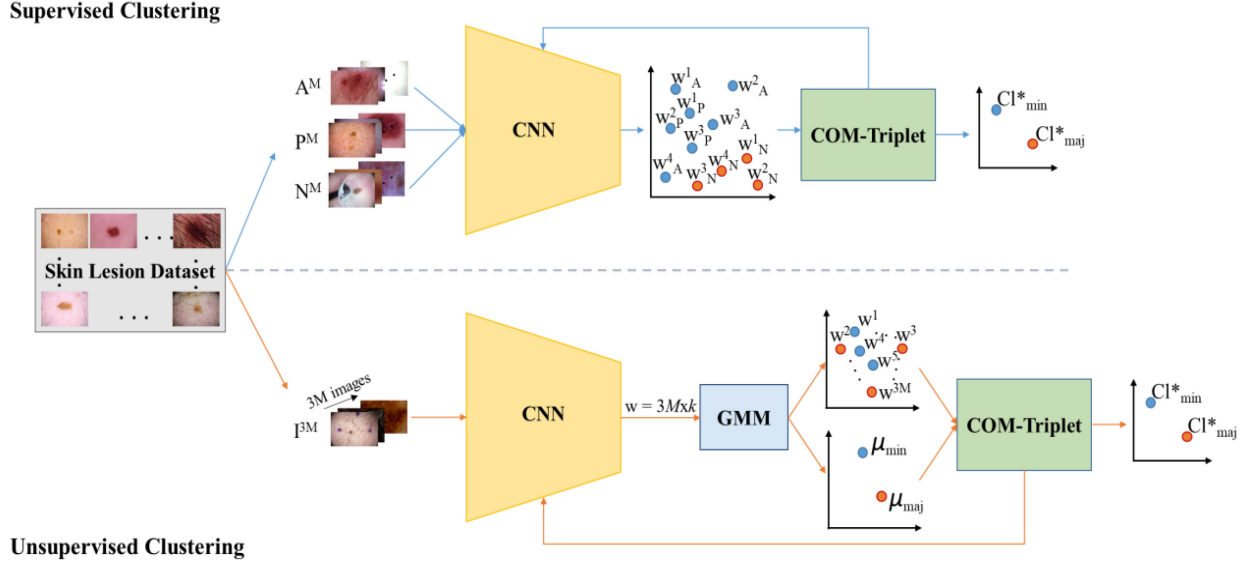 Supervised Clustering
A^M
P^M
N^M
CNN
w^1_A
w^2_A
w^1_P
w^2_P
w^3_A
w^3_P
w^1_N
w^4_N
w^4_A
w^3_N
w^2_N
COM-Triplet
Cl*_min
Cl*_maj
Skin Lesion Dataset
3M images
I^3M
CNN
w = 3Mxk
GMM
w^1
w^2
w^3
w^4
w^5
w^3M
μ_min
μ_maj
COM-Triplet
Cl*_min
Cl*_maj
Unsupervised Clustering